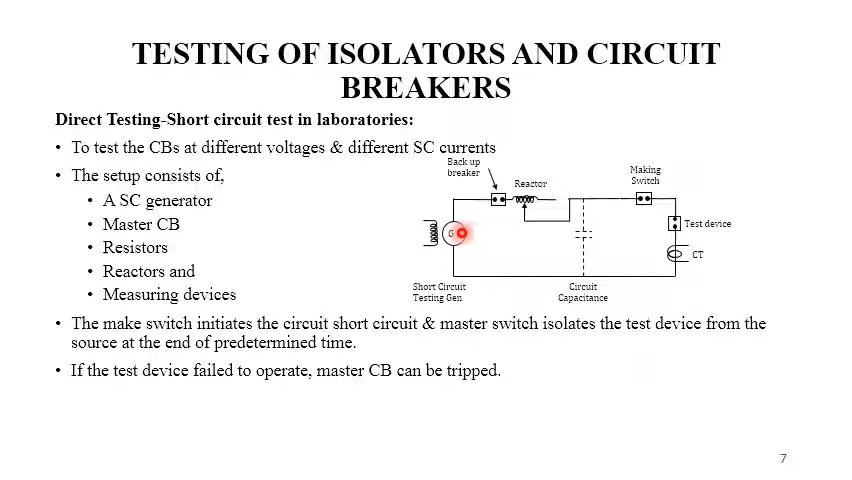 TESTING OF ISOLATORS AND CIRCUIT
BREAKERS
Direct Testing-Short circuit test in laboratories:
• To test the CBs at different voltages & different SC currents
• The setup consists of,
• A SC generator
• Master CB
• Resistors
• Reactors and
• Measuring devices
Back up
breaker
Reactor
Making
Switch
G
Test device
CT
Short Circuit
Testing Gen
Circuit
Capacitance
• The make switch initiates the circuit short circuit & master switch isolates the test device from the
source at the end of predetermined time.
• If the test device failed to operate, master CB can be tripped.
7